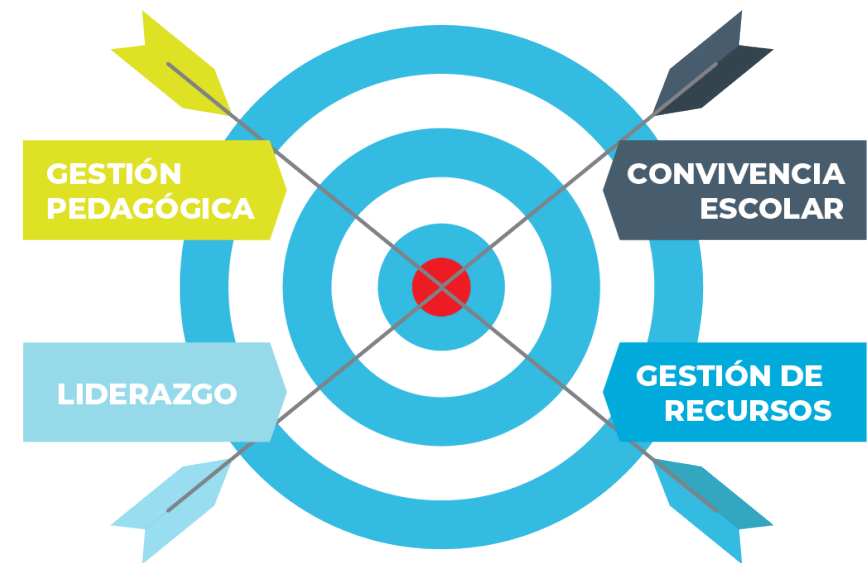 GESTIÓN
PEDAGÓGICA
CONVIVENCIA
ESCOLAR
LIDERAZGO
GESTIÓN DE
RECURSOS